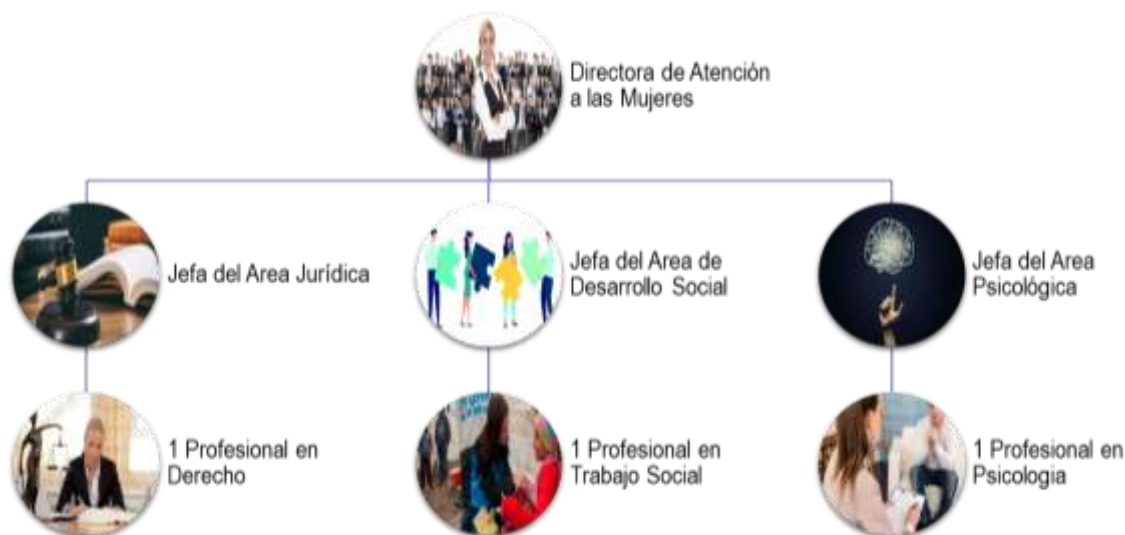 Directora de Atención
a las Mujeres
Jefa del Area Jurídica
Jefa del Area de
Desarrollo Social
Jefa del Area
Psicológica
1 Profesional en
Derecho
1 Profesional en
Trabajo Social
1 Profesional en
Psicologia